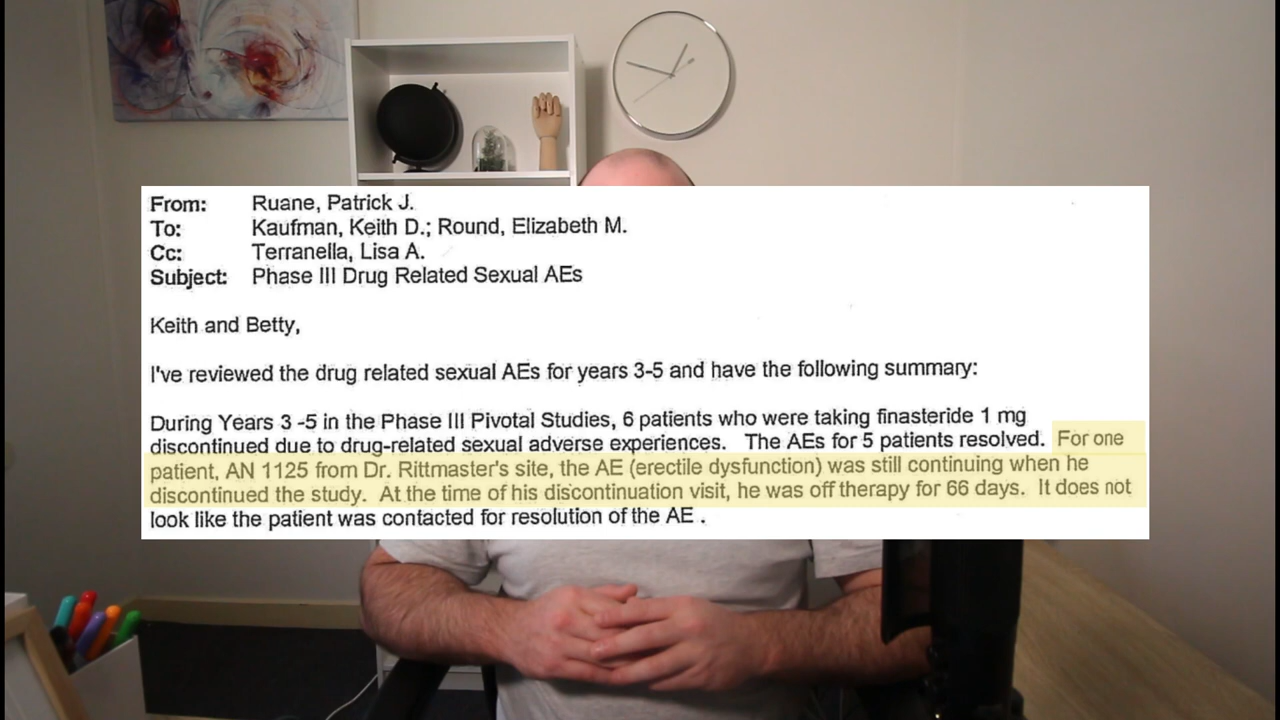 From: Ruane, Patrick J.
To: Kaufman, Keith D.; Round, Elizabeth M.
Cc: Terranella, Lisa A.
Subject: Phase III Drug Related Sexual AEs
Keith and Betty,
I've reviewed the drug related sexual AEs for years 3-5 and have the following summary:
During Years 3 -5 in the Phase III Pivotal Studies, 6 patients who were taking finasteride 1 mg
discontinued due to drug-related sexual adverse experiences. The AEs for 5 patients resolved. For one
patient, AN 1125 from Dr. Rittmaster's site, the AE (erectile dysfunction) was still continuing when he
discontinued the study. At the time of his discontinuation visit, he was off therapy for 66 days. It does not
look like the patient was contacted for resolution of the AE .